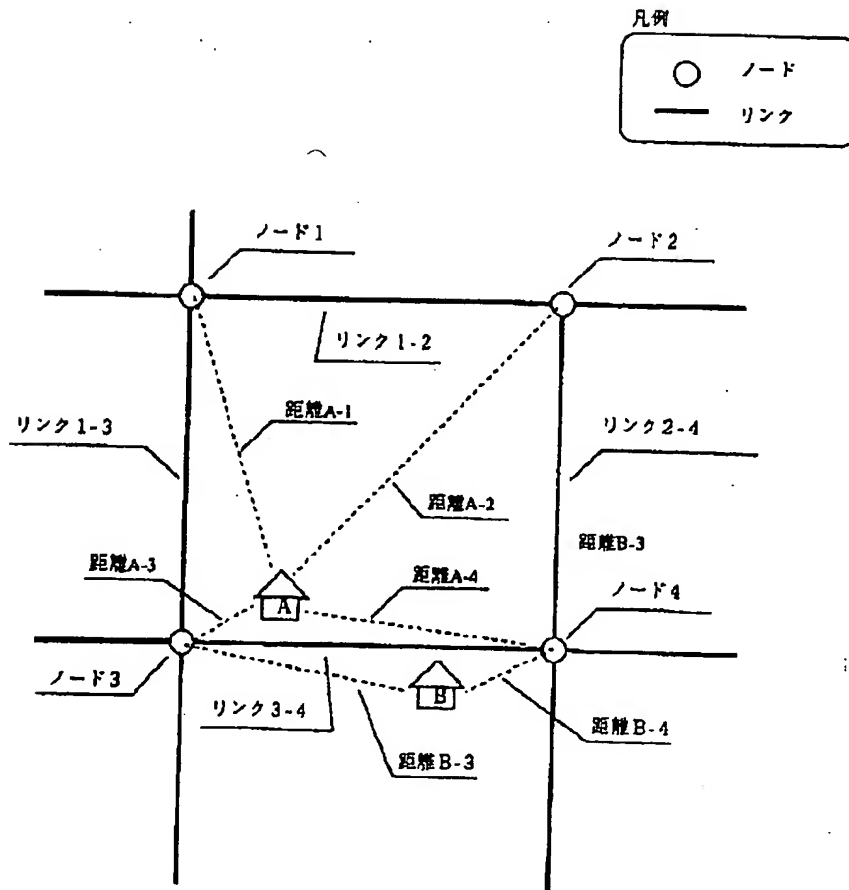 凡例
ノード
リンク
ノード1
ノード2
リンク1-2
距離A-1
リンク1-3
リンク2-4
距離A-2
距離B-3
距離A-3
距離A-4
ノード4
A
ノード3
B
リンク3-4
距離B-4
距離B-3